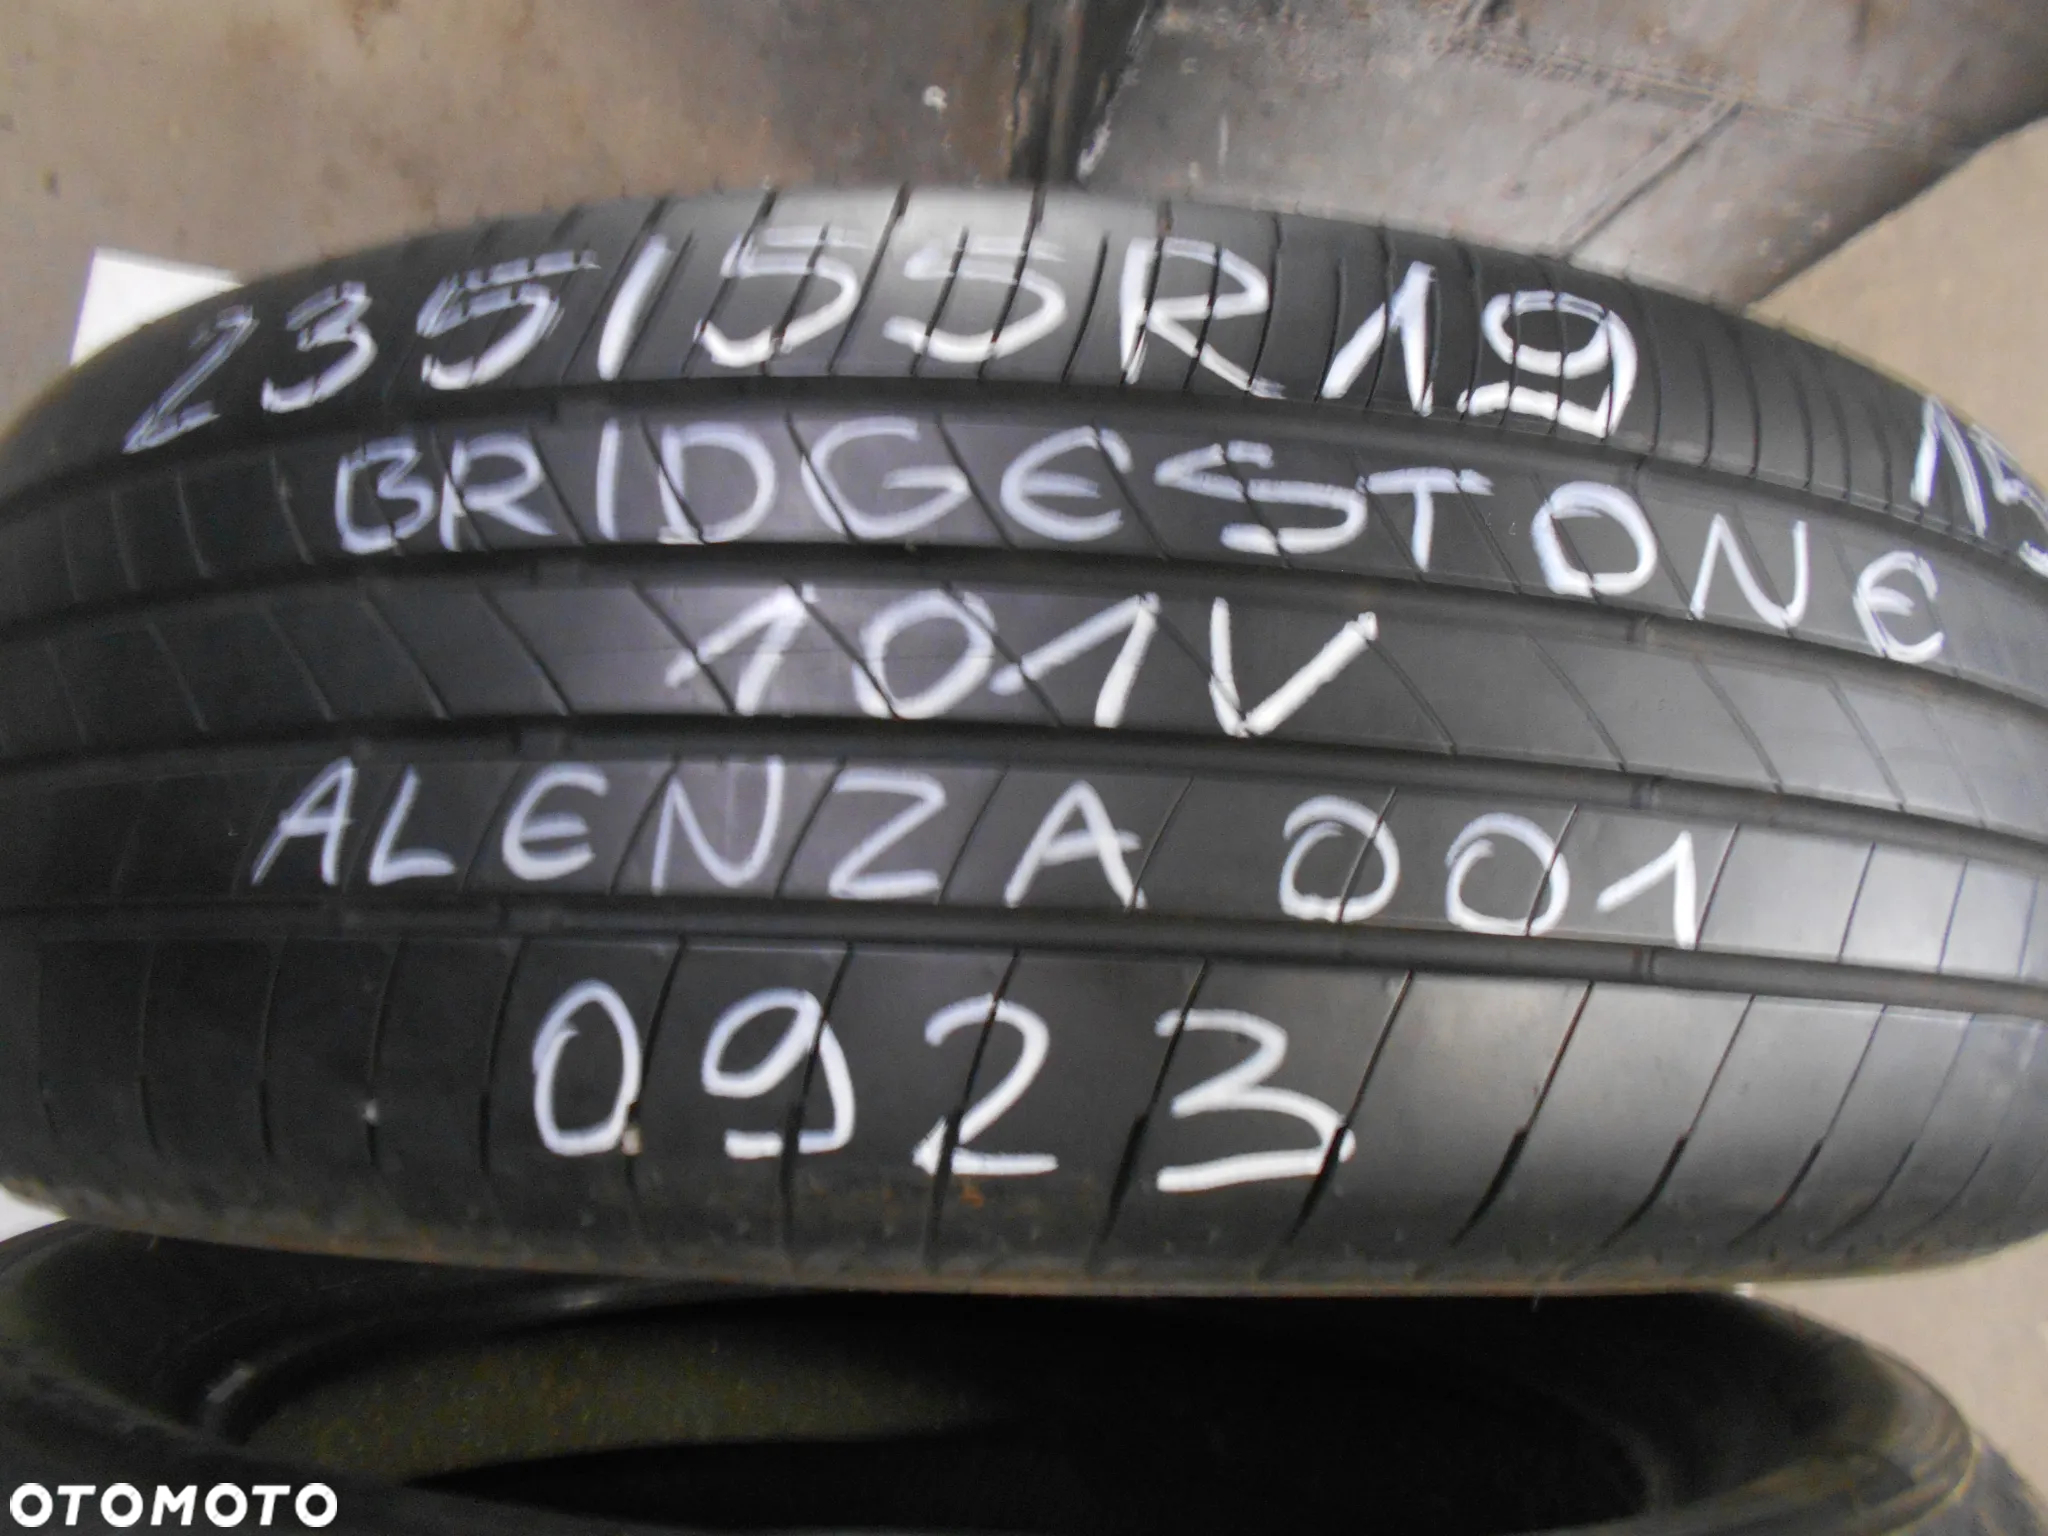 235/55R19
BRIDGESTONE
101V
ALENZA 001
0923
OTOMOTO